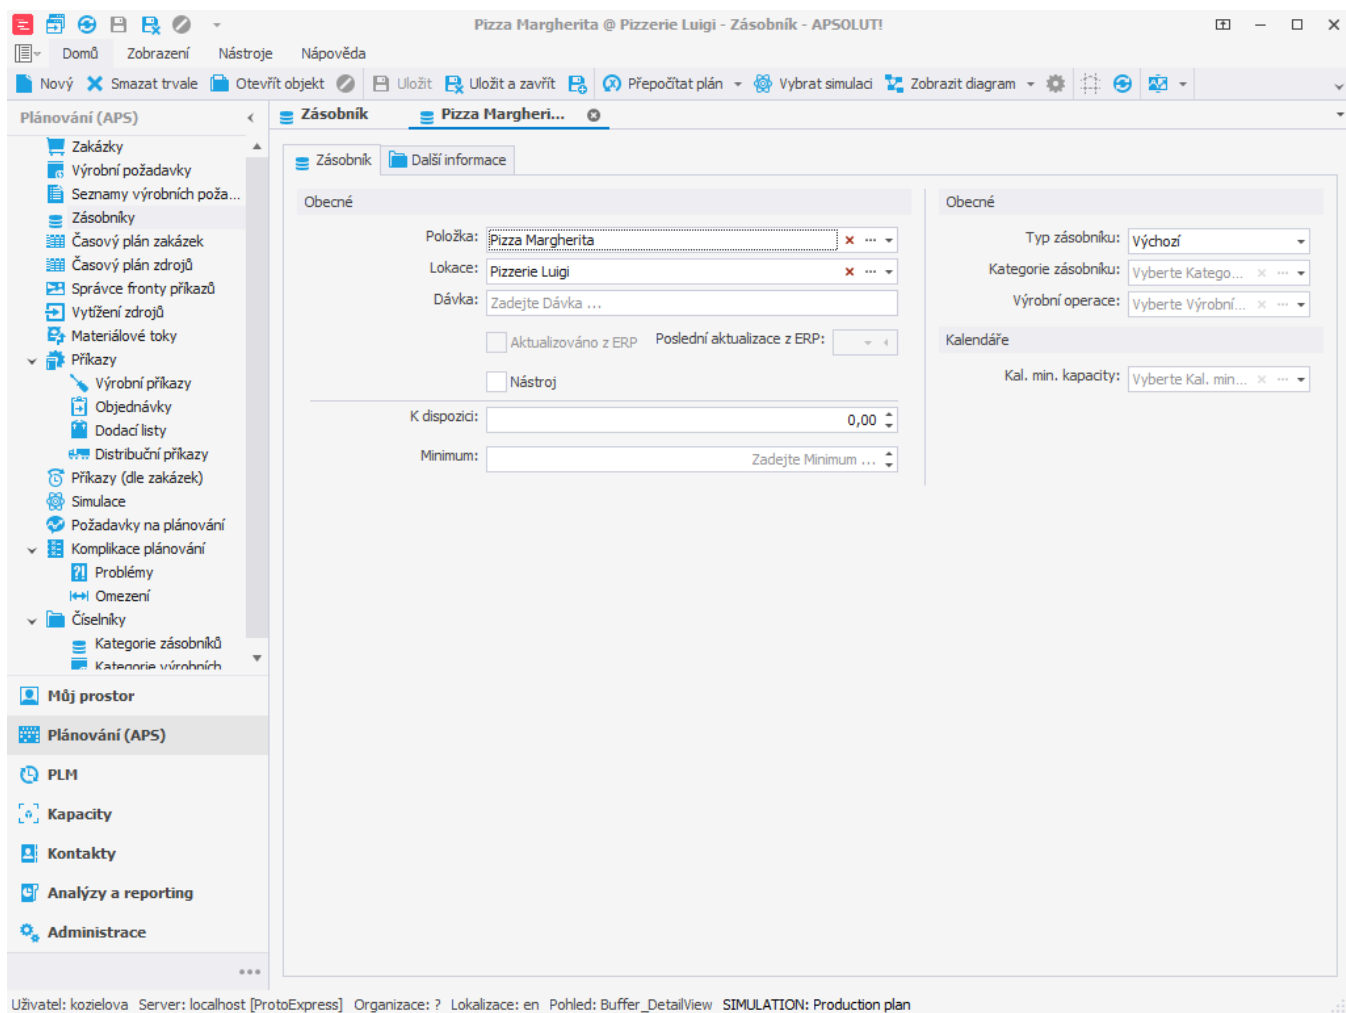 Pizza Margherita @ Pizzerie Luigi - Zásobník - APSOLUT!
Domů Zobrazení Nástroje Nápověda
Nový Smazat trvale Otevřít objekt Uložit Uložit a zavřít Přepočítat plán Vybrat simulaci Zobrazit diagram
Plánování (APS)
Zakázky
Výrobní požadavky
Seznamy výrobních poža...
Zásobníky
Časový plán zakázek
Časový plán zdrojů
Správce fronty příkazů
Vytížení zdrojů
Materiálové toky
Příkazy
Výrobní příkazy
Objednávky
Dodací listy
Distribuční příkazy
Příkazy (dle zakázek)
Simulace
Požadavky na plánování
Komplikace plánování
Problémy
Omezení
Číselníky
Kategorie zásobníků
Kategorie výrobních
Můj prostor
Plánování (APS)
PLM
Kapacity
Kontakty
Analýzy a reporting
Administrace
Zásobník Pizza Margheri...
Zásobník Další informace
Obecné
Položka: Pizza Margherita
Lokace: Pizzerie Luigi
Dávka: Zadejte Dávka ...
Aktualizováno z ERP Poslední aktualizace z ERP:
Nástroj
K dispozici: 0,00
Minimum: Zadejte Minimum ...
Obecné
Typ zásobníku: Výchozí
Kategorie zásobníku: Vyberte Katego...
Výrobní operace: Vyberte Výrobní...
Kalendáře
Kal. min. kapacity: Vyberte Kal. min...
Uživatel: kozielova Server: localhost [ProtoExpress] Organizace: ? Lokalizace: en Pohled: Buffer_DetailView SIMULATION: Production plan